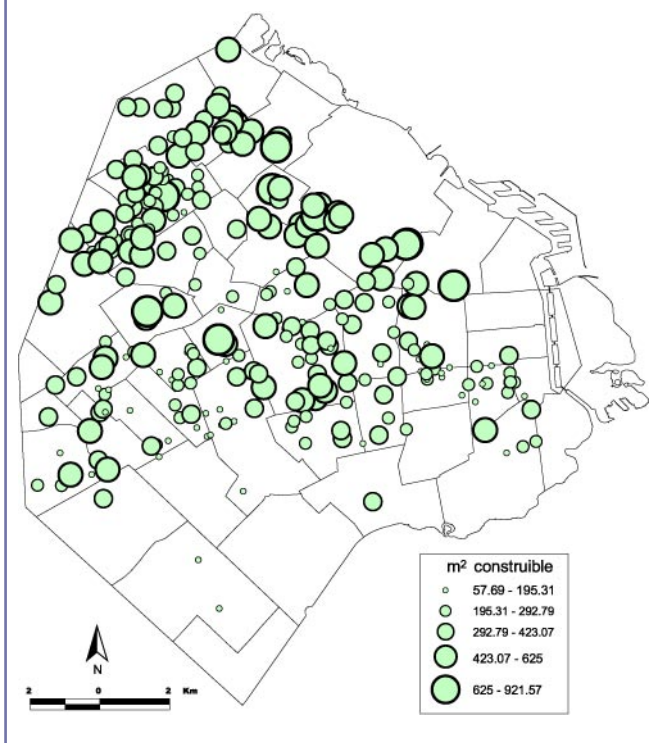 m² construible
57.69 - 195.31
195.31 - 292.79
292.79 - 423.07
423.07 - 625
625 - 921.57
N
2 0 2 Km